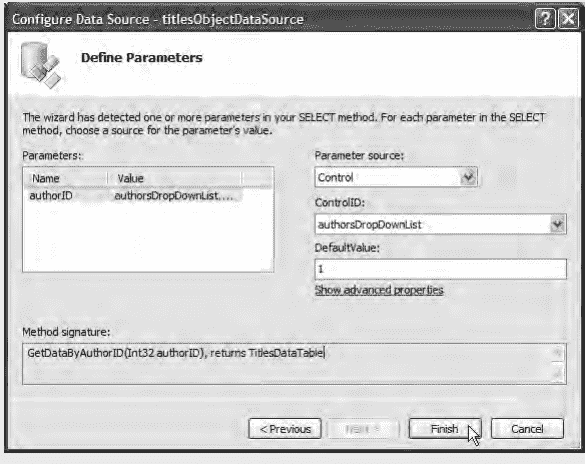 Configure Data Source - titlesObjectDataSource
Define Parameters
The wizard has detected one or more parameters in your SELECT method. For each parameter in the SELECT
method, choose a source for the parameter's value.
Parameters:
Name Value
authorID authorsDropDownList....
Parameter source:
Control
ControlID:
authorsDropDownList
DefaultValue:
1
Show advanced properties
Method signature:
GetDataByAuthorID(Int32 authorID), returns TitlesDataTable
< Previous Next > Finish Cancel